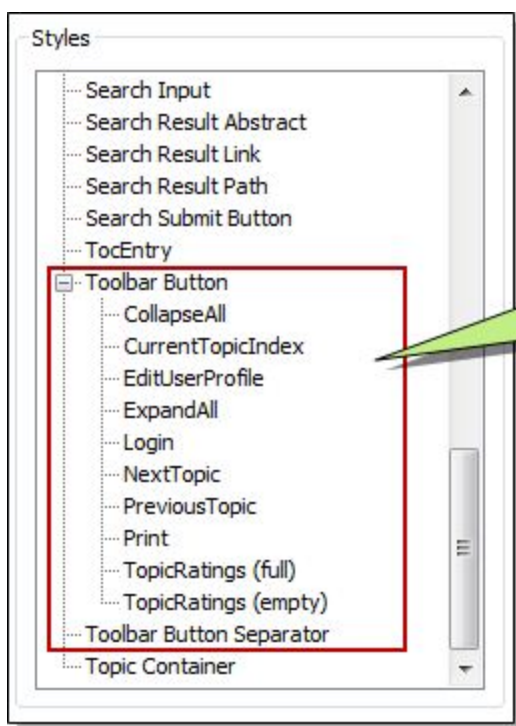 Styles
Search Input
Search Result Abstract
Search Result Link
Search Result Path
Search Submit Button
TocEntry
Toolbar Button
CollapseAll
CurrentTopicIndex
EditUserProfile
ExpandAll
Login
NextTopic
PreviousTopic
Print
TopicRatings (full)
TopicRatings (empty)
Toolbar Button Separator
Topic Container